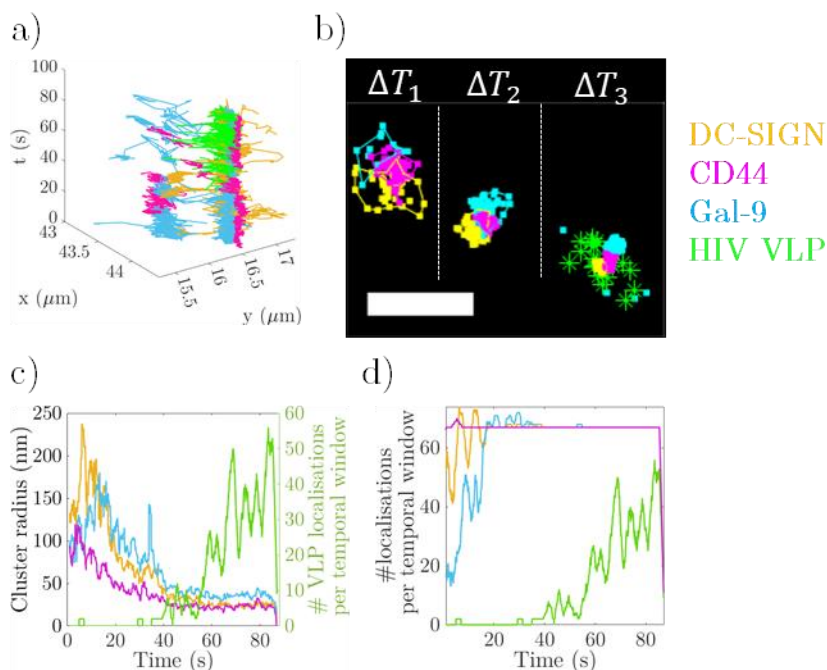 a)
100
80
60
40
20
0
t (s)
43
43.5
44
x (μm)
15.5
16
16.5
17
y (μm)
b)
ΔT1
ΔT2
ΔT3
DC-SIGN
CD44
Gal-9
HIV VLP
c)
250
200
150
100
50
0
Cluster radius (nm)
60
50
40
30
20
10
0
# VLP localisations
per temporal window
0 20 40 60 80
Time (s)
d)
60
40
20
0
#localisations
per temporal window
20 40 60 80
Time (s)